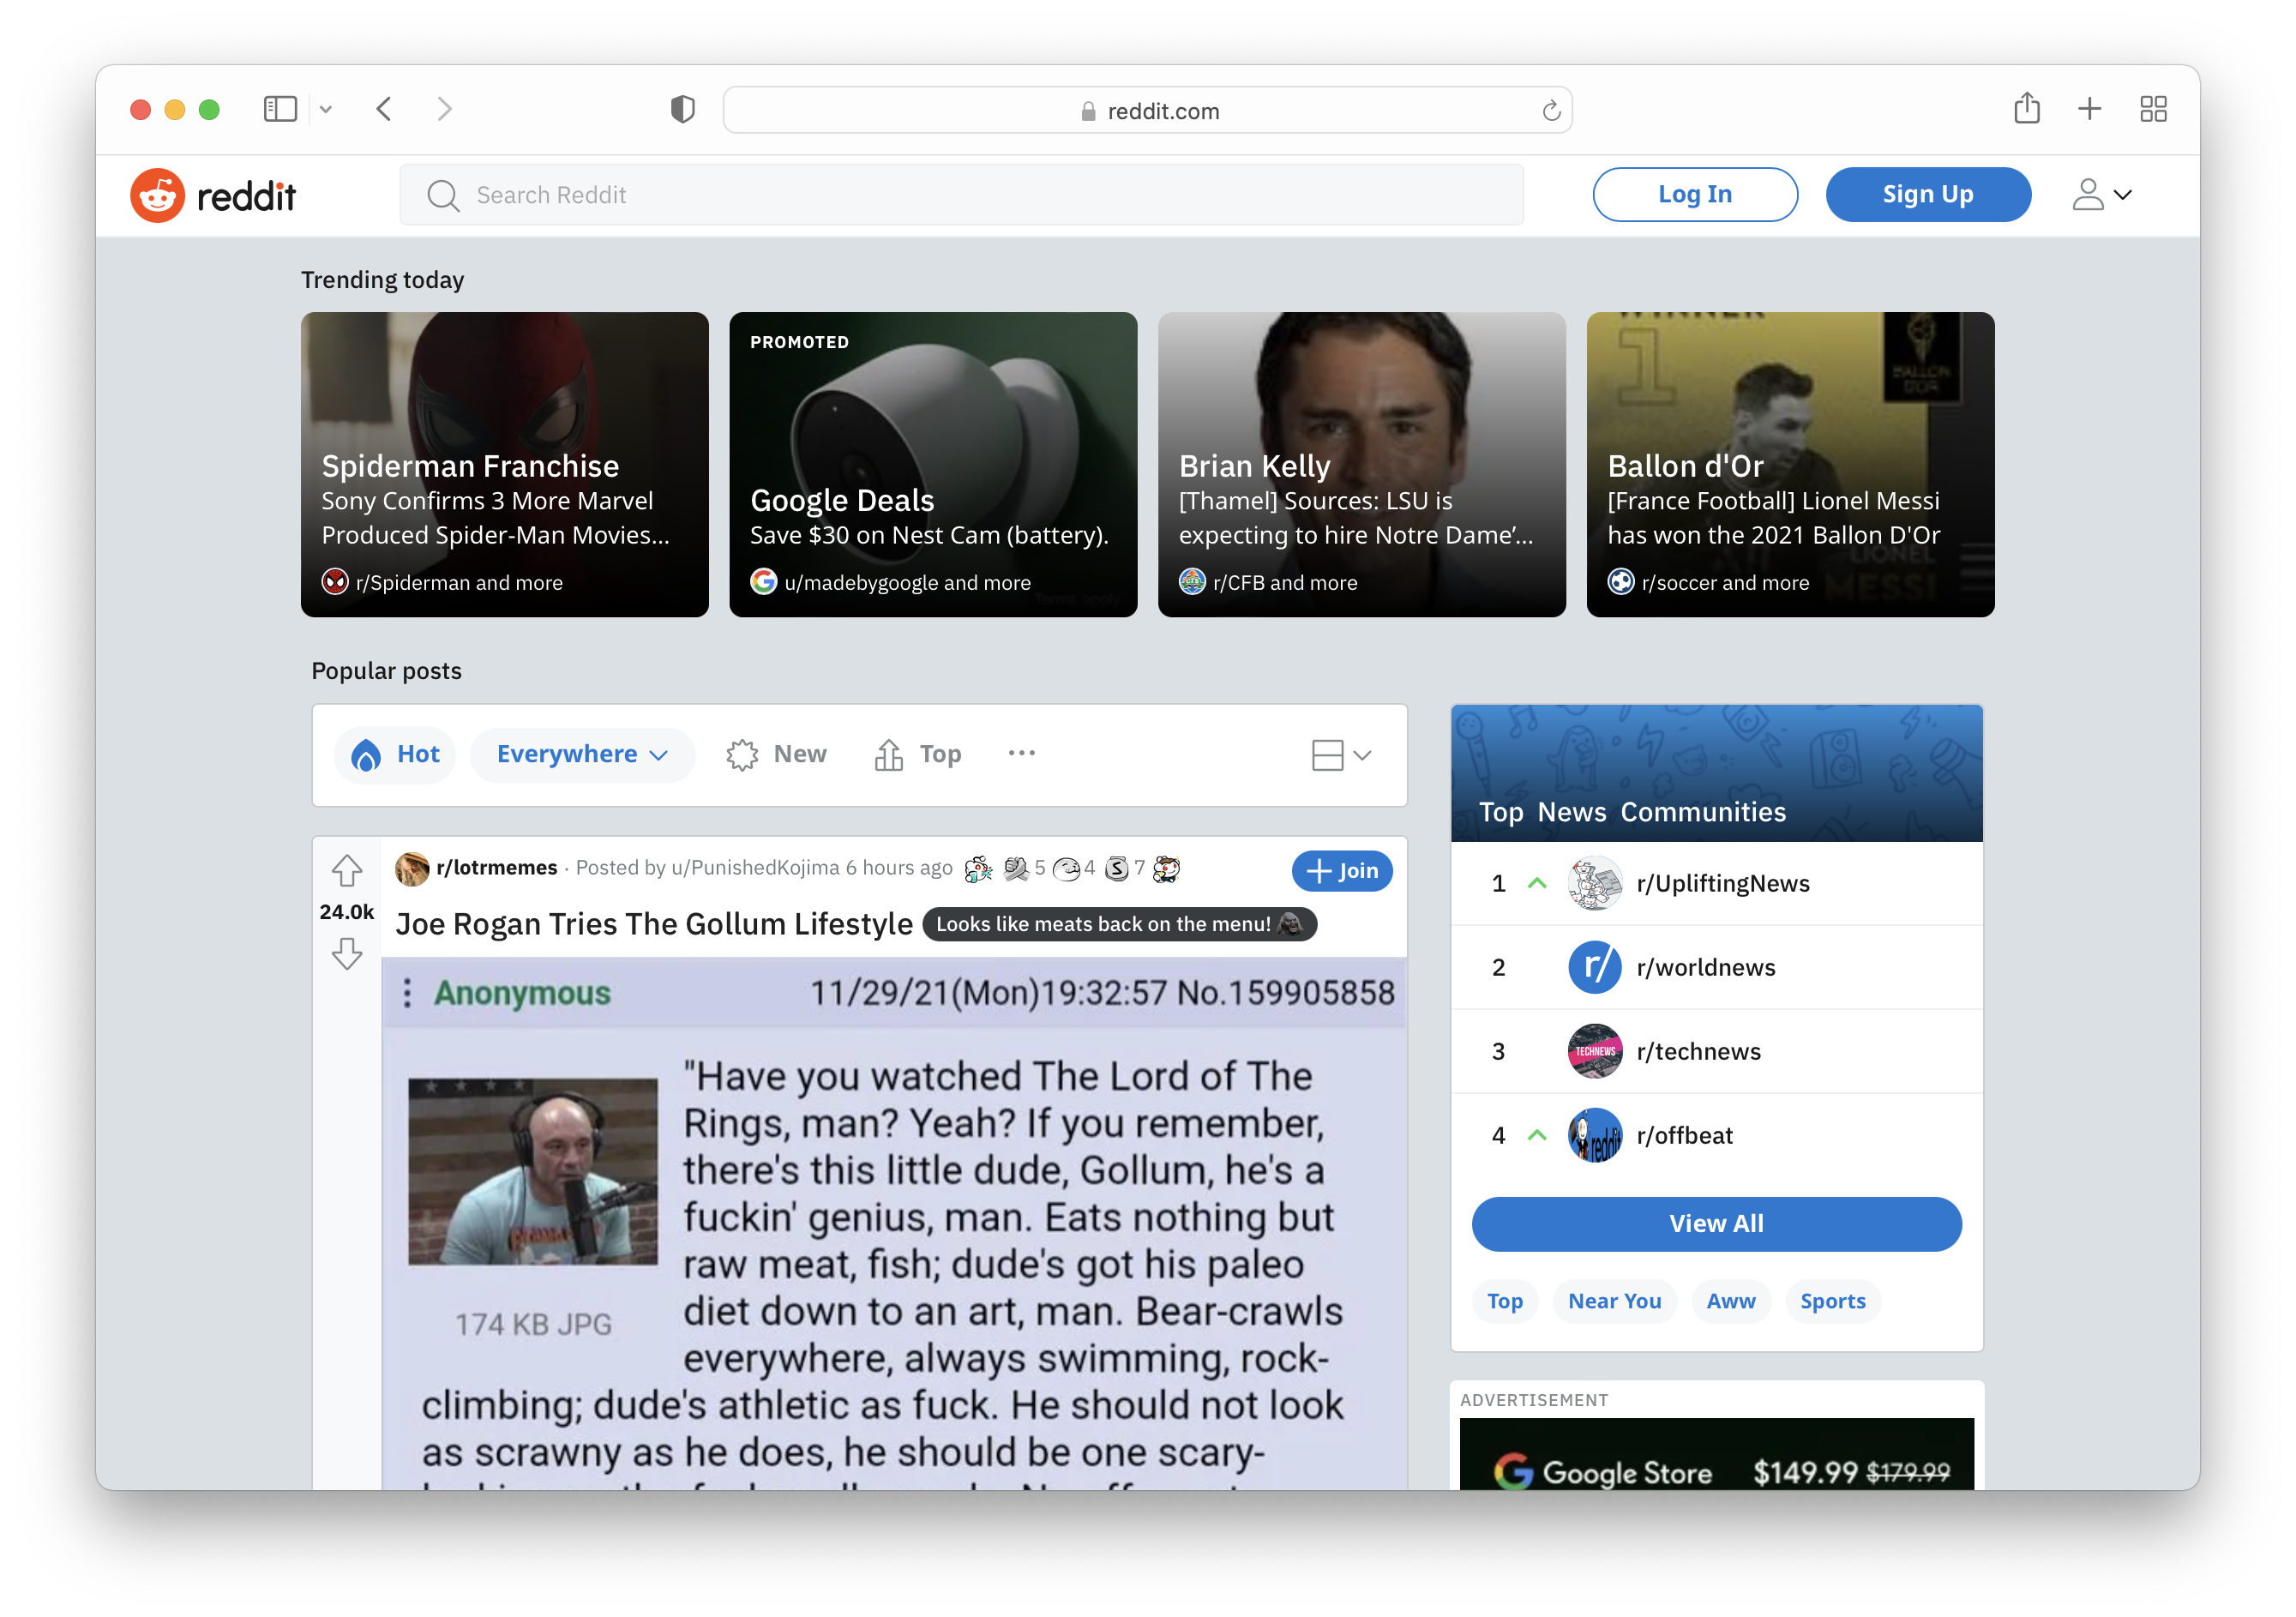 reddit.com
reddit
Search Reddit
Log In
Sign Up
Trending today
Spiderman Franchise
Sony Confirms 3 More Marvel
Produced Spider-Man Movies...
r/Spiderman and more
PROMOTED
Google Deals
Save $30 on Nest Cam (battery).
u/madebygoogle and more
Terms apply
Brian Kelly
[Thamel] Sources: LSU is
expecting to hire Notre Dame’...
r/CFB and more
WINNER
1
BALLON
D'OR
Ballon d'Or
[France Football] Lionel Messi
has won the 2021 Ballon D'Or
LIONEL
MESSI
r/soccer and more
Popular posts
Hot
Everywhere
New
Top
r/lotrmemes · Posted by u/PunishedKojima 6 hours ago 5 4 S 7
Join
24.0k
Joe Rogan Tries The Gollum Lifestyle Looks like meats back on the menu!
Anonymous 11/29/21(Mon)19:32:57 No.159905858
"Have you watched The Lord of The
Rings, man? Yeah? If you remember,
there's this little dude, Gollum, he's a
fuckin' genius, man. Eats nothing but
raw meat, fish; dude's got his paleo
diet down to an art, man. Bear-crawls
everywhere, always swimming, rock-
climbing; dude's athletic as fuck. He should not look
as scrawny as he does, he should be one scary-
174 KB JPG
Top News Communities
1 r/UpliftingNews
2 r/ r/worldnews
3 TECHNEWS r/technews
4 reddit r/offbeat
View All
Top
Near You
Aww
Sports
ADVERTISEMENT
Google Store $149.99 $179.99